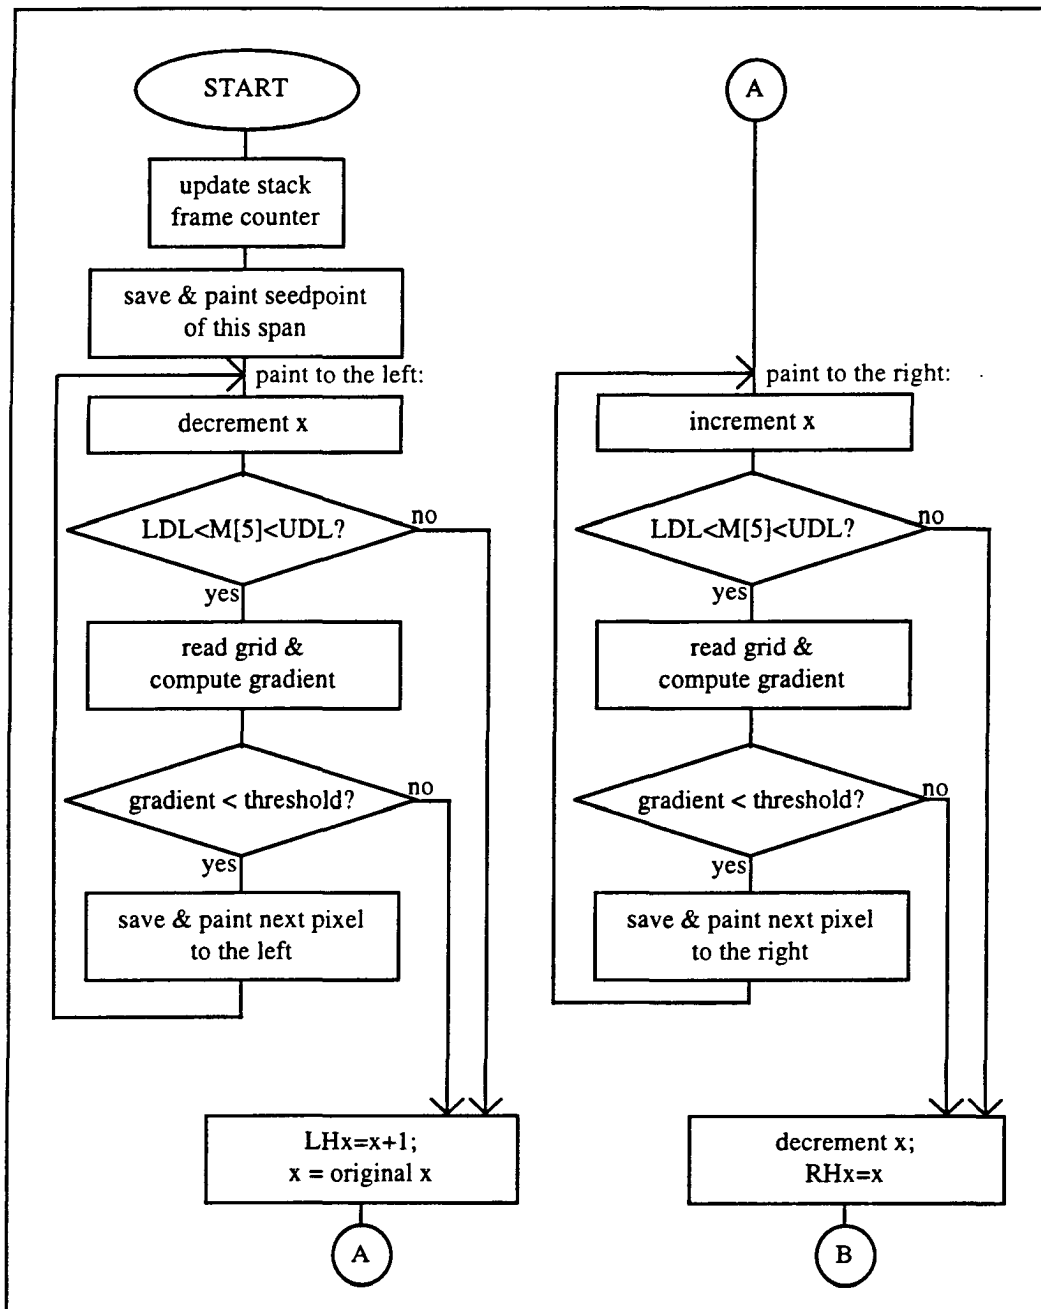 START
update stack
frame counter
save & paint seedpoint
of this span
paint to the left:
decrement x
LDL<M[5]<UDL?
no
yes
read grid &
compute gradient
gradient < threshold?
no
yes
save & paint next pixel
to the left
LHx=x+1;
x = original x
A
A
paint to the right:
increment x
LDL<M[5]<UDL?
no
yes
read grid &
compute gradient
gradient < threshold?
no
yes
save & paint next pixel
to the right
decrement x;
RHx=x
B